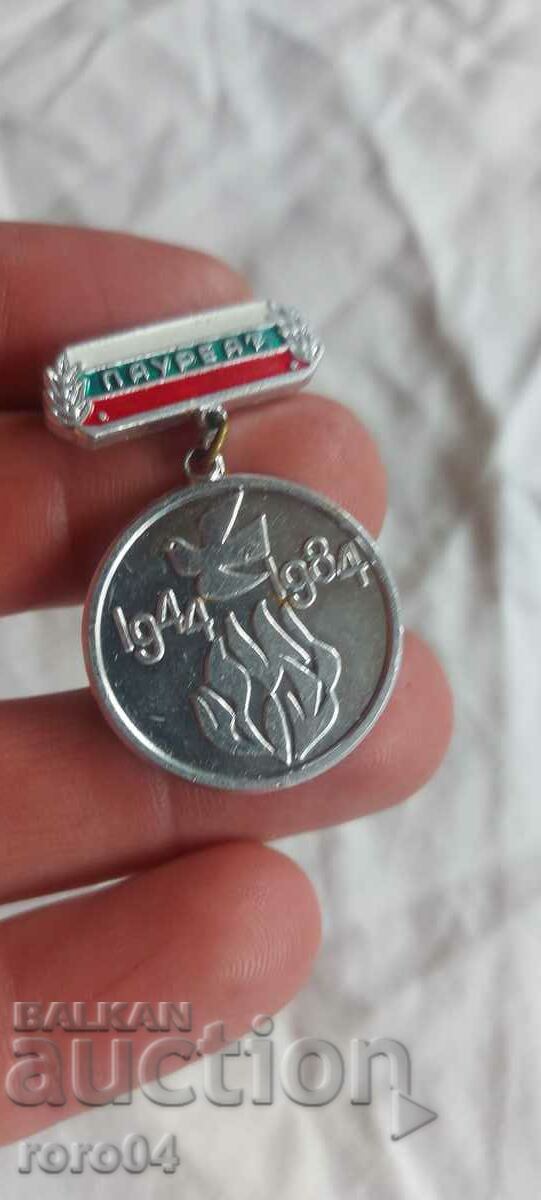 ЛАУРЕАТ
1944 1984
BALKAN
auction
roro04